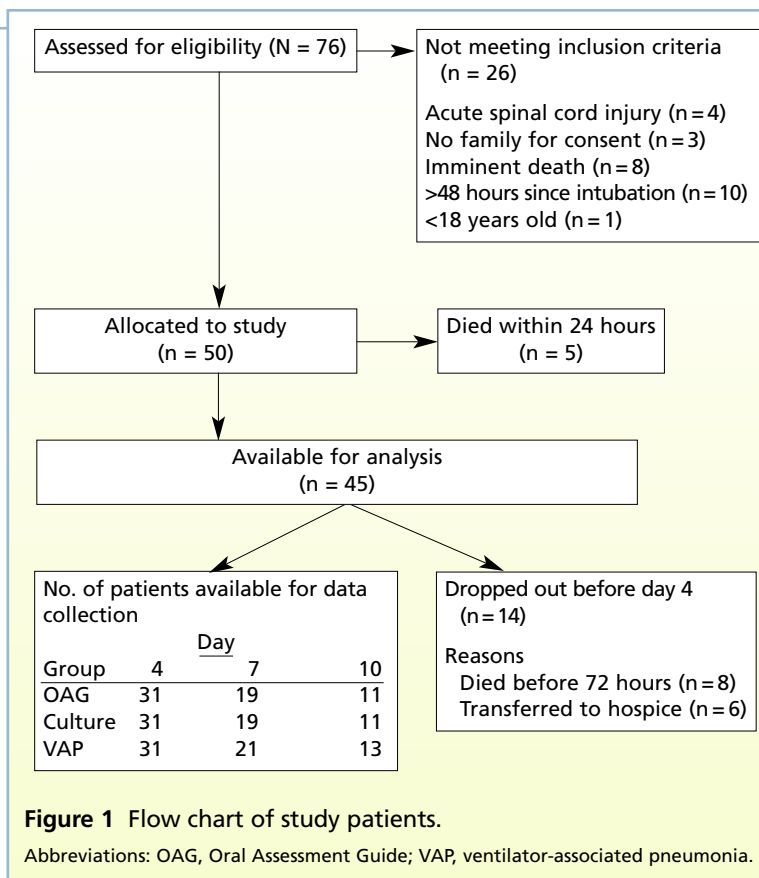 Assessed for eligibility (N = 76)
Not meeting inclusion criteria
(n = 26)
Acute spinal cord injury (n = 4)
No family for consent (n = 3)
Imminent death (n = 8)
>48 hours since intubation (n = 10)
<18 years old (n = 1)
Allocated to study
(n = 50)
Died within 24 hours
(n = 5)
Available for analysis
(n = 45)
No. of patients available for data
collection
Day
Group 4 7 10
OAG 31 19 11
Culture 31 19 11
VAP 31 21 13
Dropped out before day 4
(n = 14)
Reasons
Died before 72 hours (n = 8)
Transferred to hospice (n = 6)
Figure 1 Flow chart of study patients.
Abbreviations: OAG, Oral Assessment Guide; VAP, ventilator-associated pneumonia.